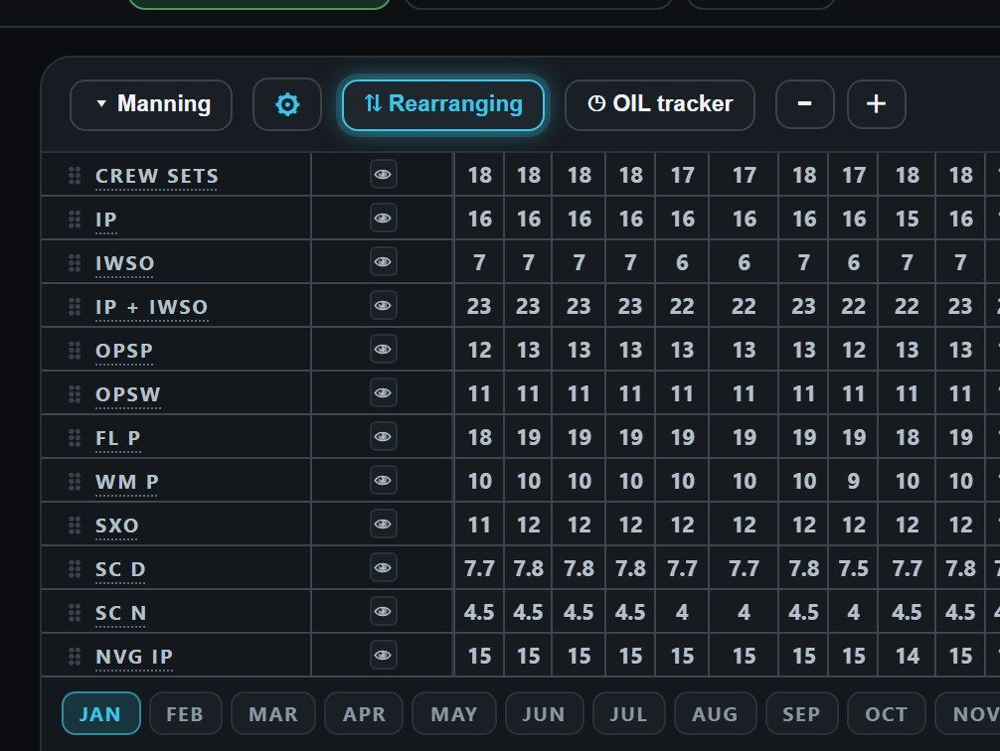 Manning Rearranging OIL tracker − +
CREW SETS 18 18 18 18 17 17 18 17 18 18
IP 16 16 16 16 16 16 16 16 15 16
IWSO 7 7 7 7 6 6 7 6 7 7
IP + IWSO 23 23 23 23 22 22 23 22 22 23
OPSP 12 13 13 13 13 13 13 12 13 13
OPSW 11 11 11 11 11 11 11 11 11 11
FL P 18 19 19 19 19 19 19 19 18 19
WM P 10 10 10 10 10 10 10 9 10 10
SXO 11 12 12 12 12 12 12 12 12 12
SC D 7.7 7.8 7.8 7.8 7.7 7.7 7.8 7.5 7.7 7.8
SC N 4.5 4.5 4.5 4.5 4 4 4.5 4 4.5 4.5
NVG IP 15 15 15 15 15 15 15 15 14 15
JAN FEB MAR APR MAY JUN JUL AUG SEP OCT NOV